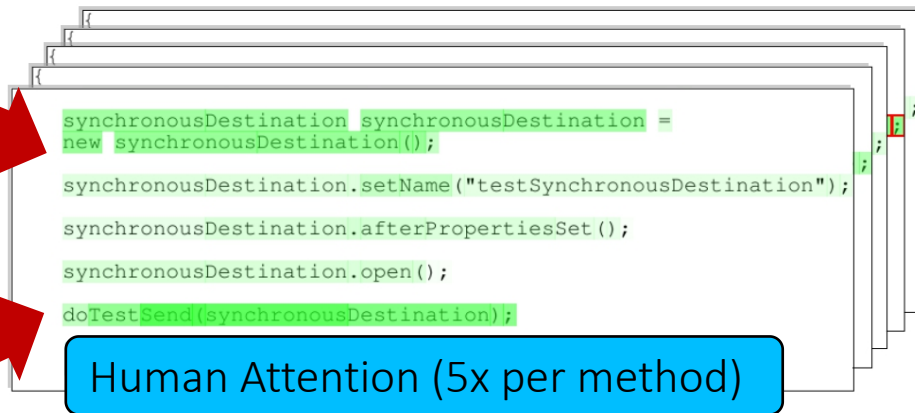 {
{
{
{
synchronousDestination synchronousDestination =
new synchronousDestination();
synchronousDestination.setName("testSynchronousDestination");
synchronousDestination.afterPropertiesSet();
synchronousDestination.open();
doTestSend(synchronousDestination);
;
;
;
;
Human Attention (5x per method)